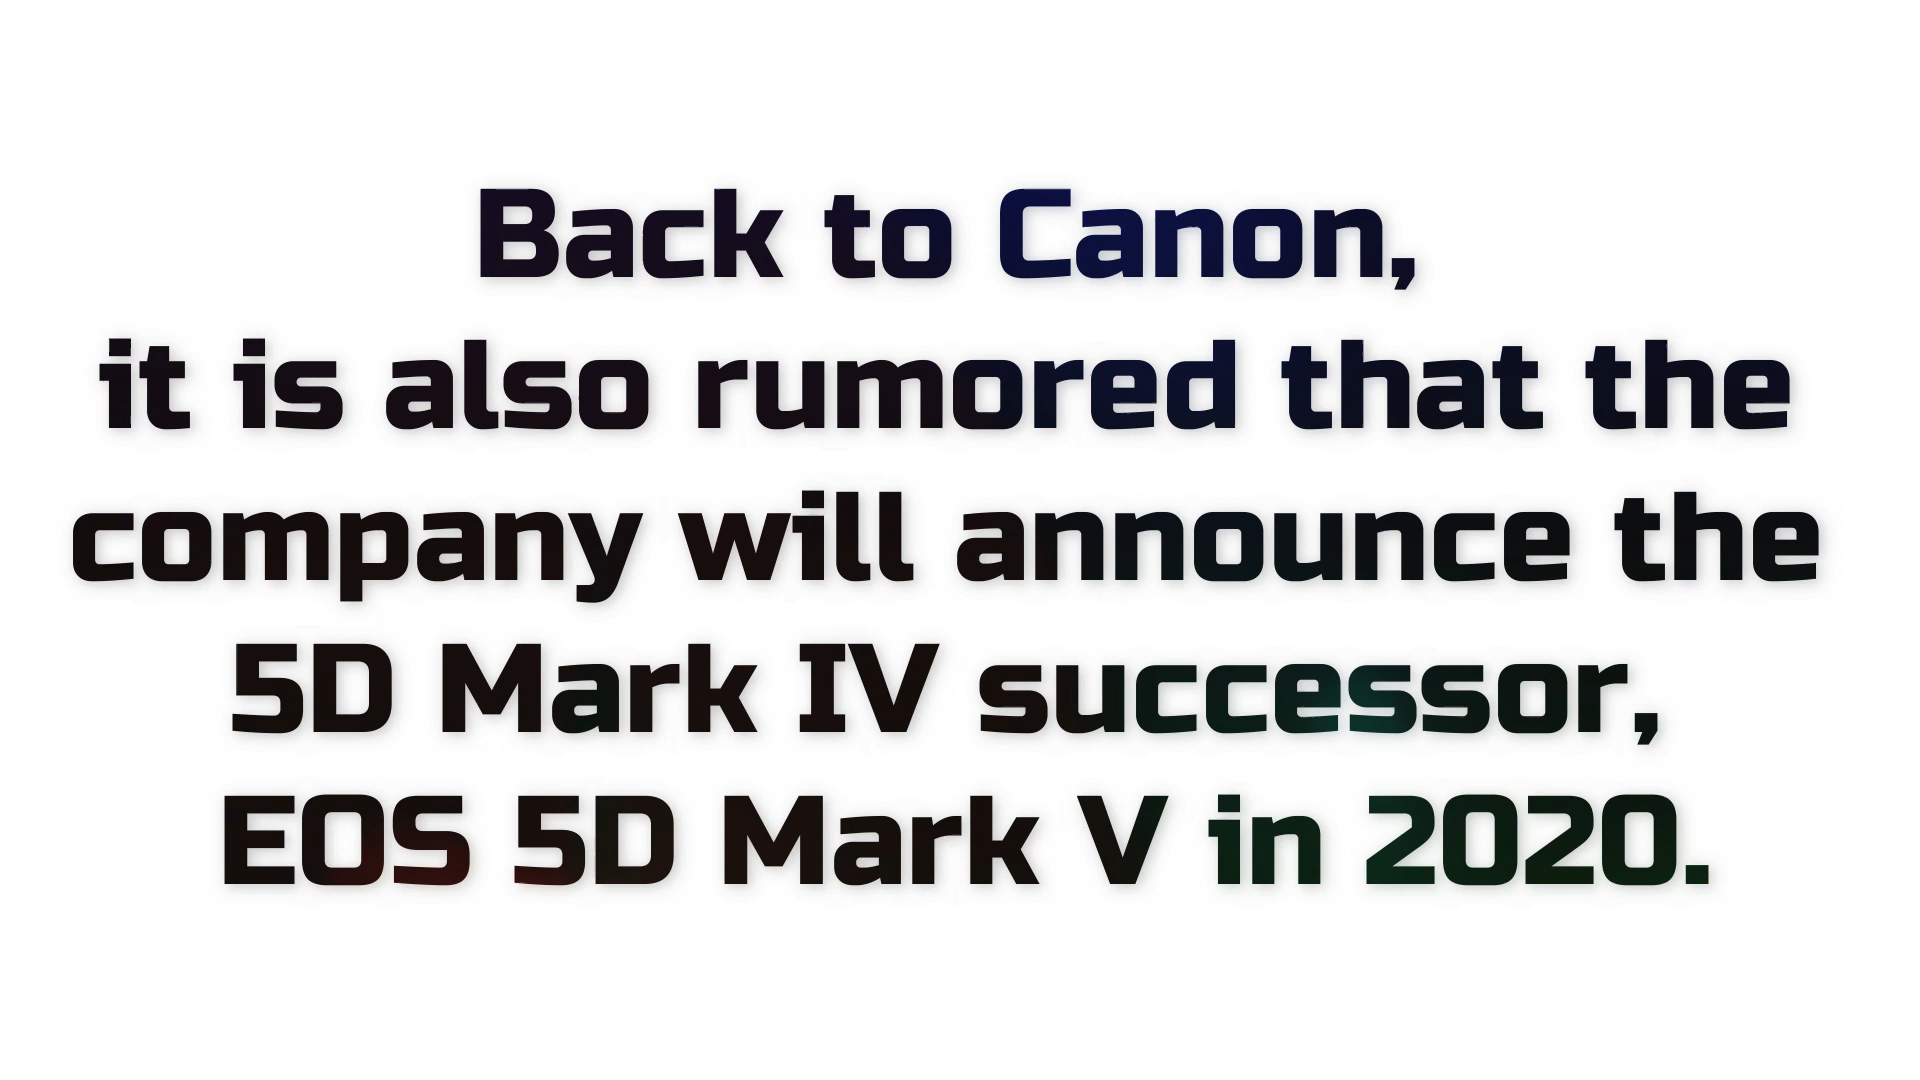 Back to Canon,
it is also rumored that the
company will announce the
5D Mark IV successor,
EOS 5D Mark V in 2020.